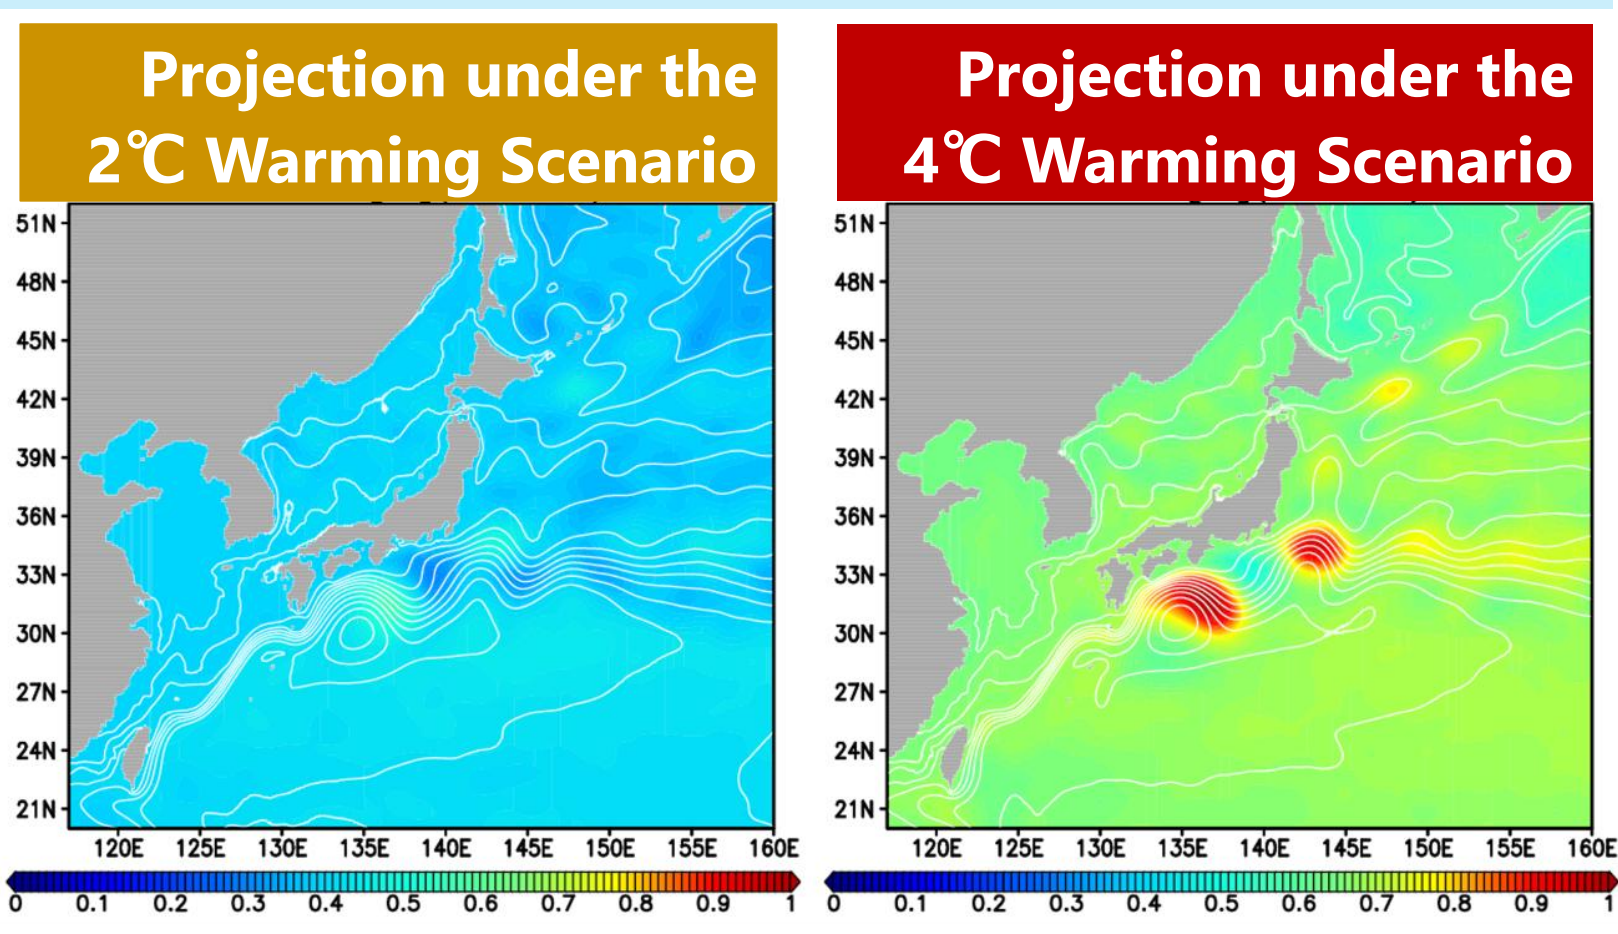 Projection under the
2℃ Warming Scenario
51N
48N
45N
42N
39N
36N
33N
30N
27N
24N
21N
120E 125E 130E 135E 140E 145E 150E 155E 160E
0 0.1 0.2 0.3 0.4 0.5 0.6 0.7 0.8 0.9 1
Projection under the
4℃ Warming Scenario
51N
48N
45N
42N
39N
36N
33N
30N
27N
24N
21N
120E 125E 130E 135E 140E 145E 150E 155E 160E
0 0.1 0.2 0.3 0.4 0.5 0.6 0.7 0.8 0.9 1